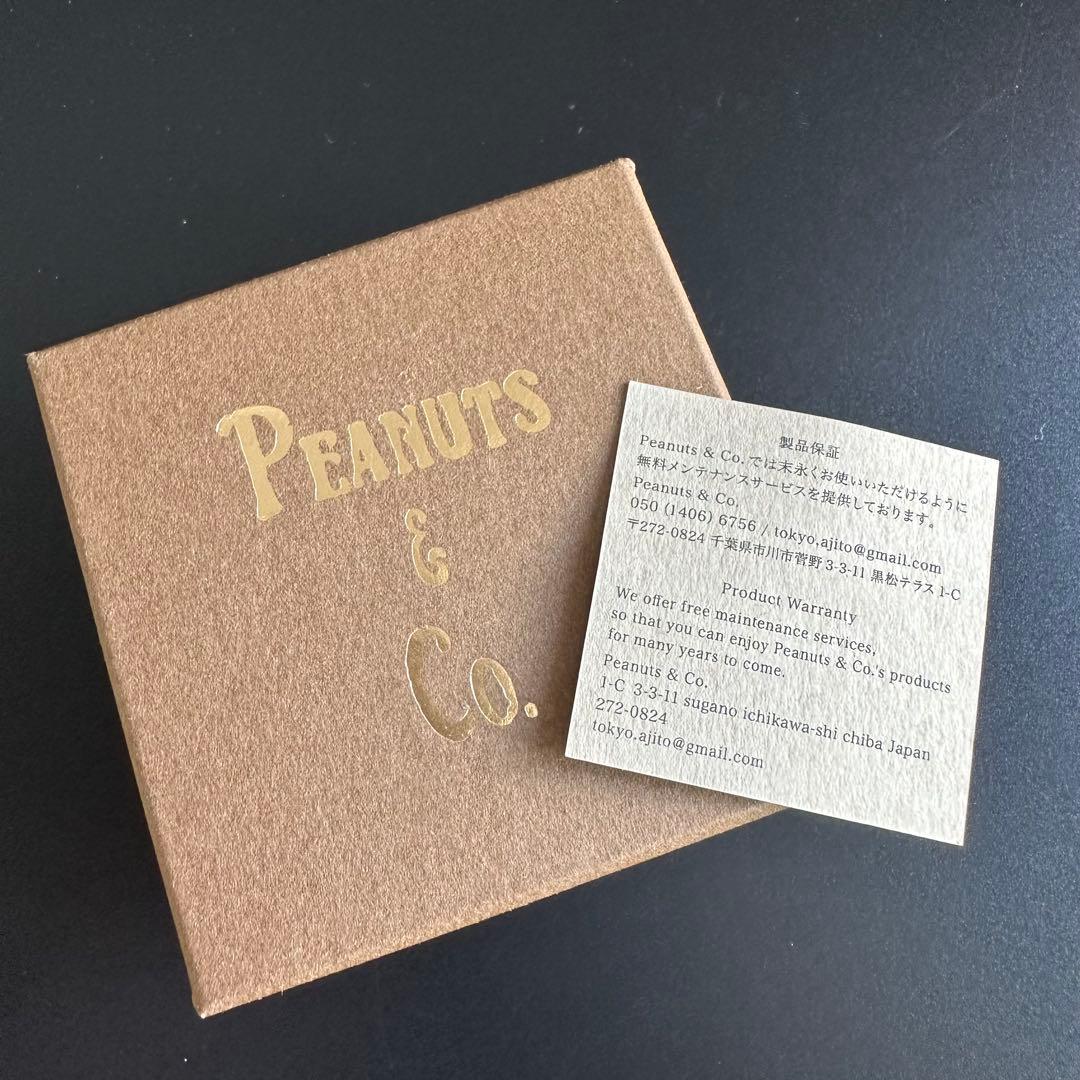 PEANUTS
&
Co.
製品保証
Peanuts & Co. では末永くお使いいただけるように
無料メンテナンスサービスを提供しております。
Peanuts & Co.
050 (1406) 6756 / tokyo,ajito@gmail.com
〒272-0824 千葉県市川市菅野 3-3-11 黒松テラス 1-C
Product Warranty
We offer free maintenance services,
so that you can enjoy Peanuts & Co.'s products
for many years to come.
Peanuts & Co.
1-C 3-3-11 sugano ichikawa-shi chiba Japan
272-0824
tokyo.ajito@gmail.com